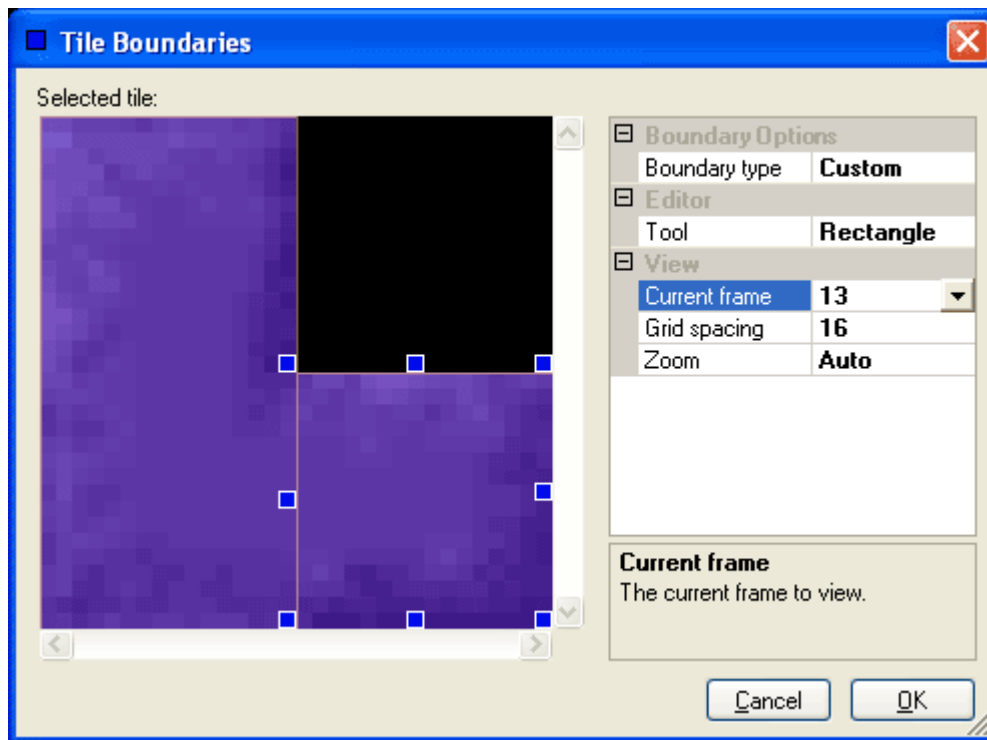 Tile Boundaries
Selected tile:
Boundary Options
Boundary type Custom
Editor
Tool Rectangle
View
Current frame 13
Grid spacing 16
Zoom Auto
Current frame
The current frame to view.
Cancel OK